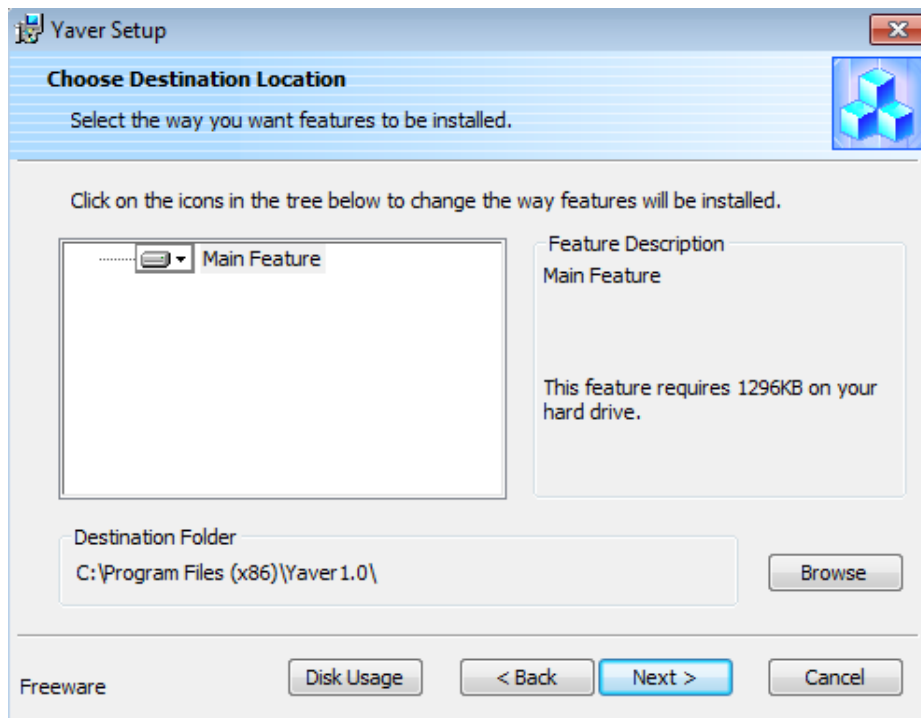 Yaver Setup
Choose Destination Location
Select the way you want features to be installed.
Click on the icons in the tree below to change the way features will be installed.
Main Feature
Feature Description
Main Feature
This feature requires 1296KB on your
hard drive.
Destination Folder
C:\Program Files (x86)\Yaver1.0\
Browse
Freeware
Disk Usage
< Back
Next >
Cancel